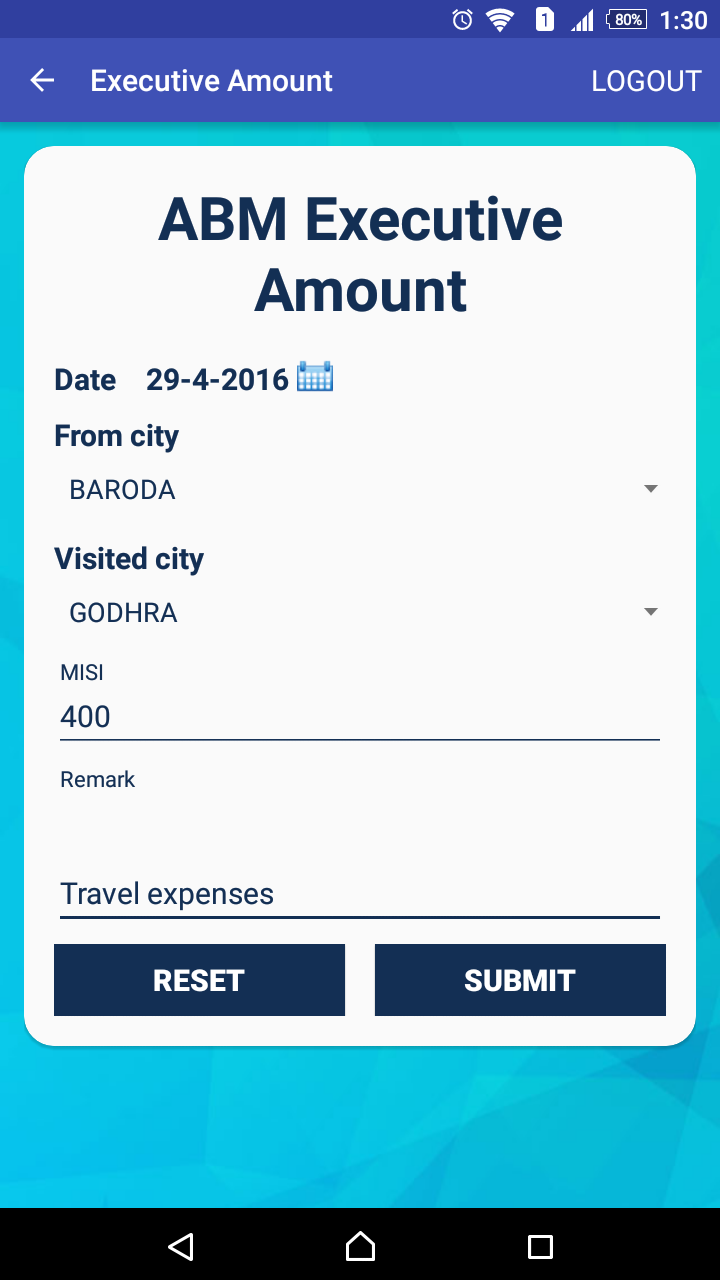 1 80% 1:30
Executive Amount LOGOUT
ABM Executive
Amount
Date 29-4-2016
From city
BARODA
Visited city
GODHRA
MISI
400
Remark
Travel expenses
RESET SUBMIT